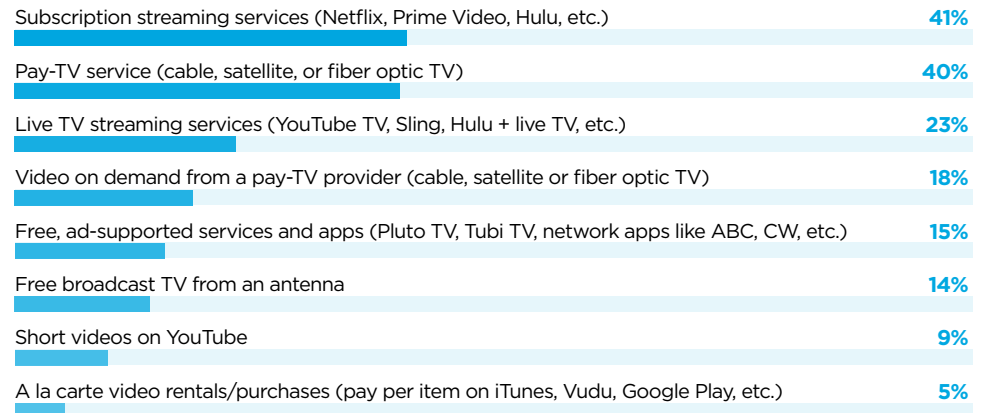 Subscription streaming services (Netflix, Prime Video, Hulu, etc.) 41%
Pay-TV service (cable, satellite, or fiber optic TV) 40%
Live TV streaming services (YouTube TV, Sling, Hulu + live TV, etc.) 23%
Video on demand from a pay-TV provider (cable, satellite or fiber optic TV) 18%
Free, ad-supported services and apps (Pluto TV, Tubi TV, network apps like ABC, CW, etc.) 15%
Free broadcast TV from an antenna 14%
Short videos on YouTube 9%
A la carte video rentals/purchases (pay per item on iTunes, Vudu, Google Play, etc.) 5%